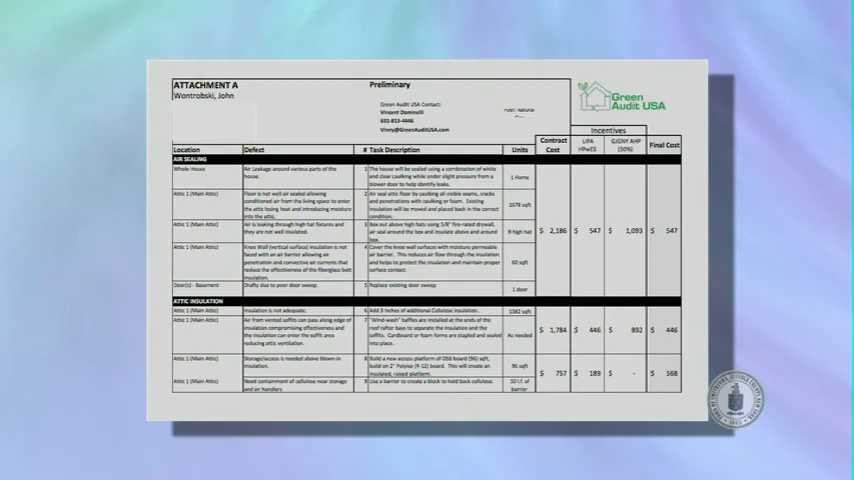 ATTACHMENT A
Wontrobski, John
Preliminary
Green Audit USA Contact:
Vincent Dominelli
631-813-4446
Vinny@GreenAuditUSA.com
Fuel: National
Green
Audit USA
Incentives
Location Defect # Task Description Units Contract Cost LIPA HPwES GJGNY AHP (50%) Final Cost
AIR SEALING
Whole House
Air Leakage around various parts of the
house.
1 The house will be sealed using a combination of white
and clear caulking while under slight pressure from a
blower door to help identify leaks.
1 Home
Attic 1 (Main Attic)
Floor is not well air sealed allowing
conditioned air from the living space to enter
the attic losing heat and introducing moisture
into the attic.
2 Air seal attic floor by caulking all visible seams, cracks
and penetrations with caulking or foam. Existing
insulation will be moved and placed back in the correct
condition.
1678 sqft
Attic 1 (Main Attic)
Air is leaking through high hat fixtures and
they are not well insulated.
3 Box out above high hats using 5/8" fire-rated drywall,
air seal around the box and insulate above and around
box.
9 high hat
$ 2,186 $ 547 $ 1,093 $ 547
Attic 1 (Main Attic)
Knee Wall (vertical surface) insulation is not
faced with an air barrier allowing air
penetration and convective air currents that
reduce the effectiveness of the fiberglass batt
insulation.
4 Cover the knee wall surfaces with moisture permeable
air barrier. This reduces air flow through the insulation
and helps to protect the insulation and maintain proper
surface contact.
60 sqft
Door(s) - Basement
Drafty due to poor door sweep.
5 Replace existing door sweep.
1 door
ATTIC INSULATION
Attic 1 (Main Attic)
Insulation is not adequate.
6 Add 3 inches of additional Cellulose insulation.
1582 sqft
Attic 1 (Main Attic)
Air from vented soffits can pass along edge of
insulation compromising effectiveness and
the insulation can enter the soffit area
reducing attic ventilation.
7 "Wind-wash" baffles are installed at the ends of the
roof rafter bays to separate the insulation and the
soffits. Cardboard or foam forms are stapled and sealed
into place.
As needed
$ 1,784 $ 446 $ 892 $ 446
Attic 1 (Main Attic)
Storage/access is needed above blown in
insulation.
8 Build a new access platform of OSB board (96) sqft,
build on 2" Polyiso (R-12) board. This will create an
insulated, raised platform.
96 sqft
$ 757 $ 189 $ - $ 568
Attic 1 (Main Attic)
Need containment of cellulose near storage
and air handlers
9 Use a barrier to create a block to hold back cellulose.
30 l.f. of
barrier